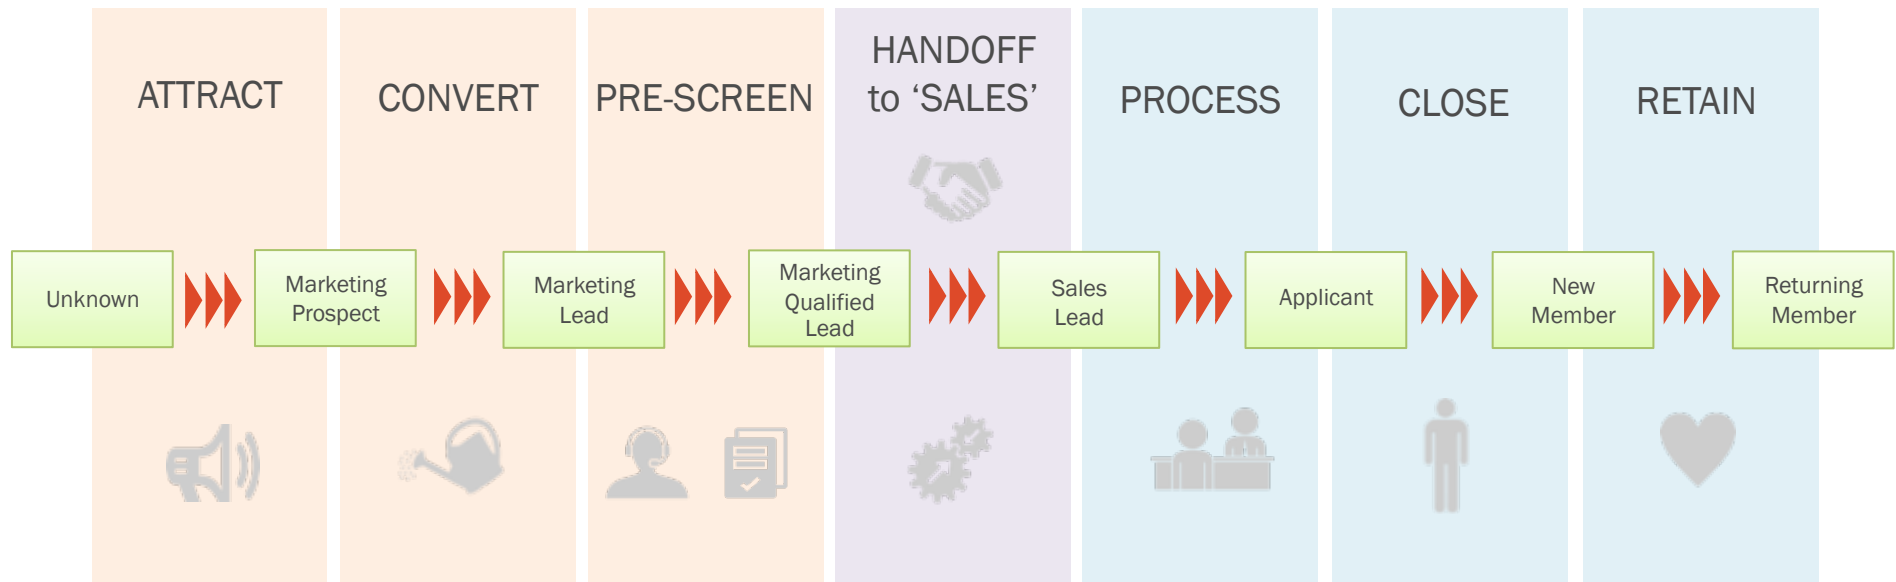 ATTRACT
CONVERT
PRE-SCREEN
HANDOFF
to ‘SALES’
PROCESS
CLOSE
RETAIN
Unknown
Marketing
Prospect
Marketing
Lead
Marketing
Qualified
Lead
Sales
Lead
Applicant
New
Member
Returning
Member